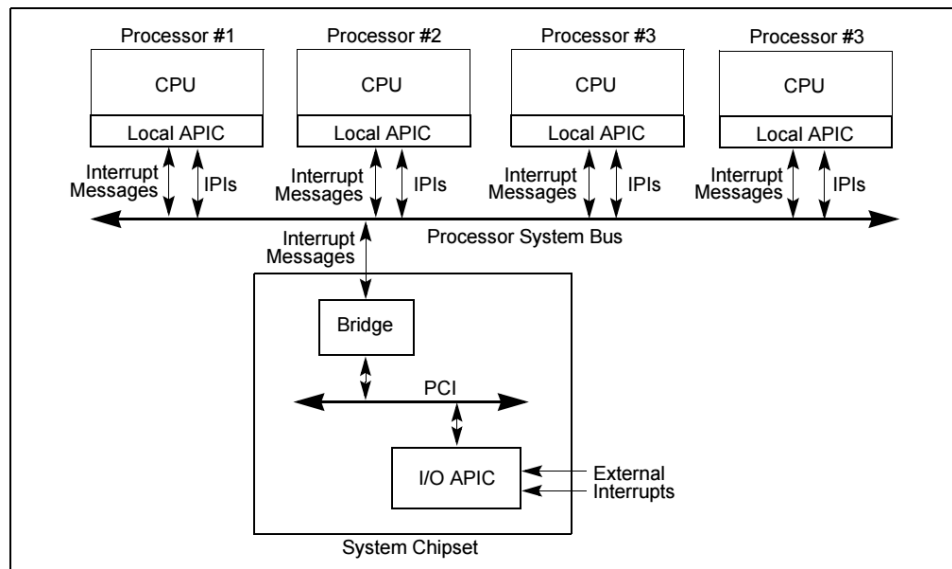 Processor #1
Processor #2
Processor #3
Processor #3
CPU
CPU
CPU
CPU
Local APIC
Local APIC
Local APIC
Local APIC
Interrupt
Messages
IPIs
Interrupt
Messages
IPIs
Interrupt
Messages
IPIs
Interrupt
Messages
IPIs
Processor System Bus
Interrupt
Messages
Bridge
PCI
I/O APIC
External
Interrupts
System Chipset